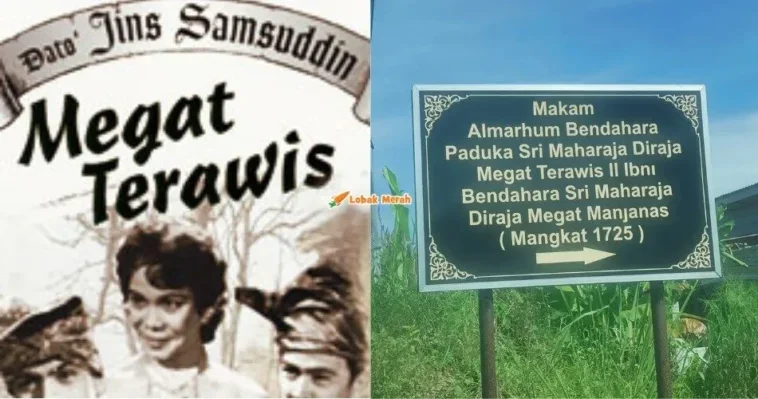 Dato' Jins Samsuddin
Megat
Terawis
Lobak Merah
Makam
Almarhum Bendahara
Paduka Sri Maharaja Diraja
Megat Terawis II Ibni
Bendahara Sri Maharaja
Diraja Megat Manjanas
( Mangkat 1725 )